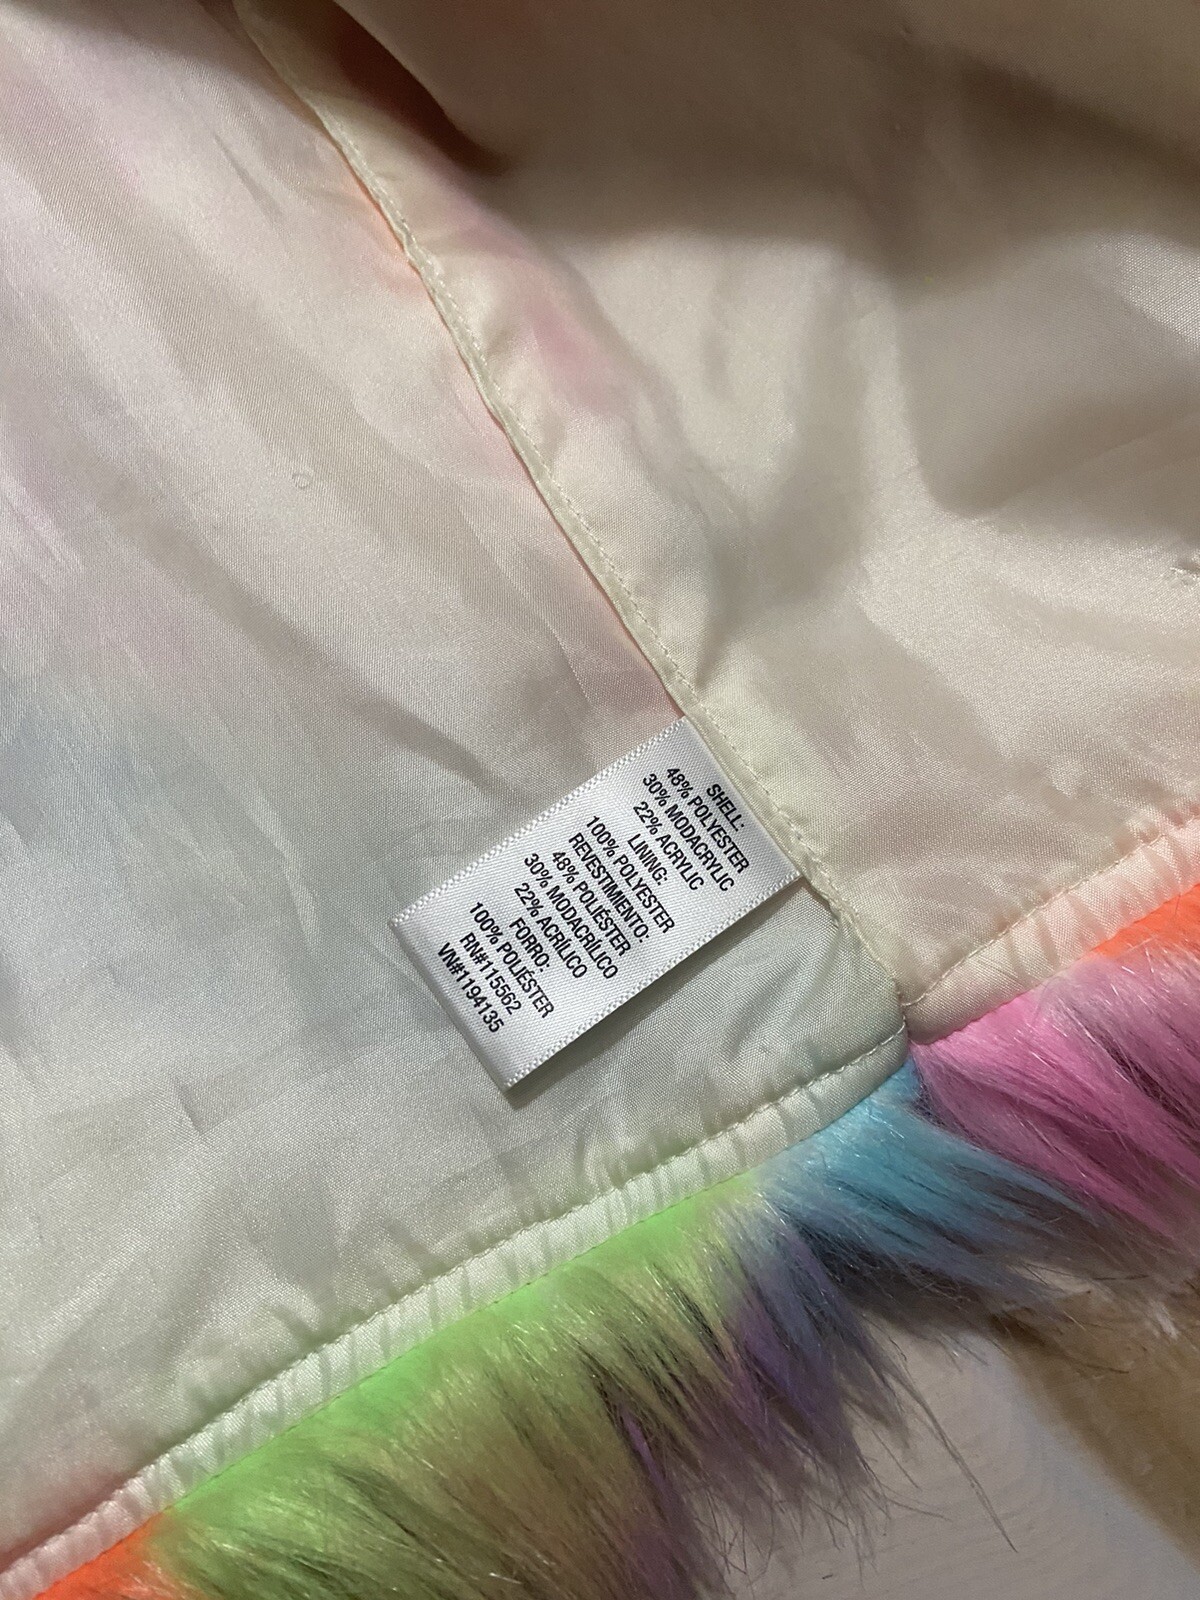 SHELL:
48% POLYESTER
30% MODACRYLIC
22% ACRYLIC
LINING:
100% POLYESTER
REVESTIMIENTO:
48% POLIÉSTER
30% MODACRÍLICO
22% ACRÍLICO
FORRO:
100% POLIÉSTER
RN#115562
VN#1194135